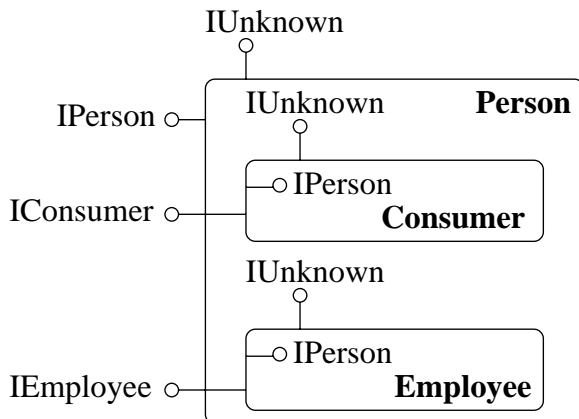 IUnknown
IUnknown
Person
IPerson
IPerson
IConsumer
Consumer
IUnknown
IPerson
IEmployee
Employee